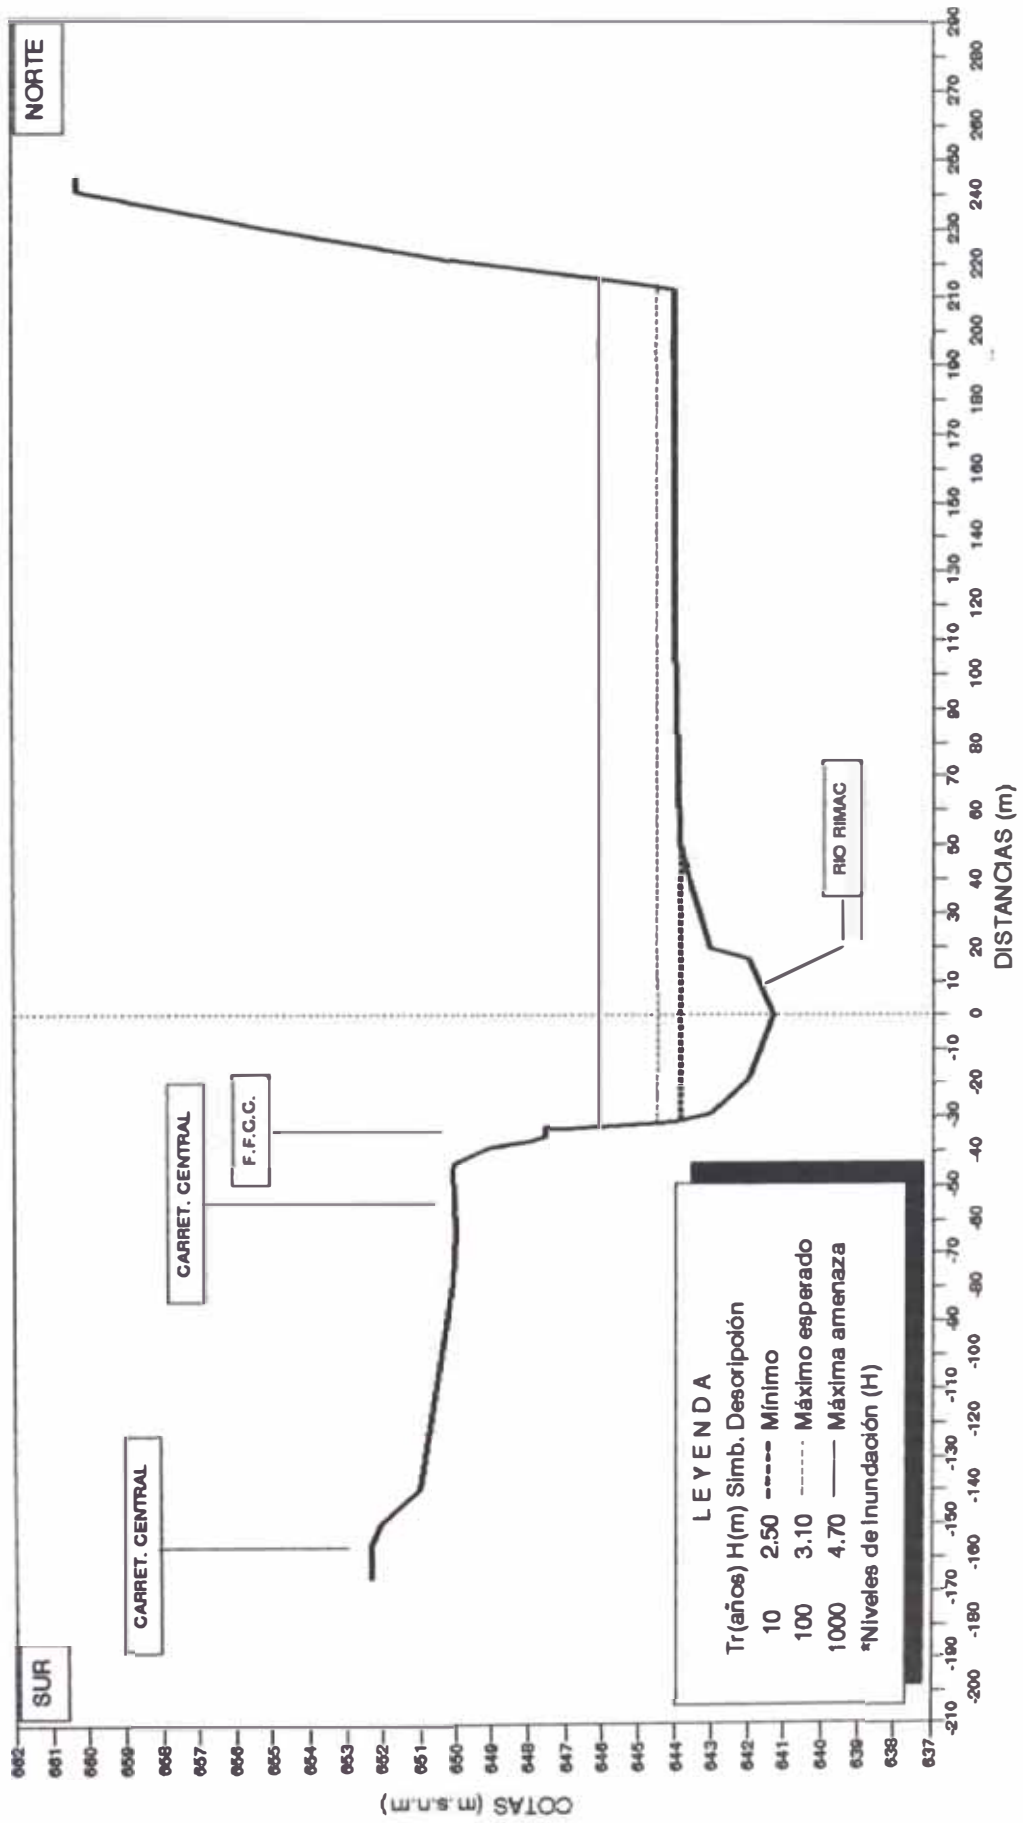 SUR
NORTE
CARRET. CENTRAL
CARRET. CENTRAL
F.F.C.C.
RIO RIMAC
COTAS (m.s.n.m)
662
661
660
659
658
657
656
655
654
653
652
651
650
649
648
647
646
645
644
643
642
641
640
639
638
637
LEYENDA
Tr(años) H(m) Simb. Descripción
10 2.50 Mínimo
100 3.10 Máximo esperado
1000 4.70 Máxima amenaza
*Niveles de Inundación (H)
-210 -200 -190 -180 -170 -160 -150 -140 -130 -120 -110 -100 -90 -80 -70 -60 -50 -40 -30 -20 -10 0 10 20 30 40 50 60 70 80 90 100 110 120 130 140 150 160 170 180 190 200 210 220 230 240 250 260 270 280 290
DISTANCIAS (m)